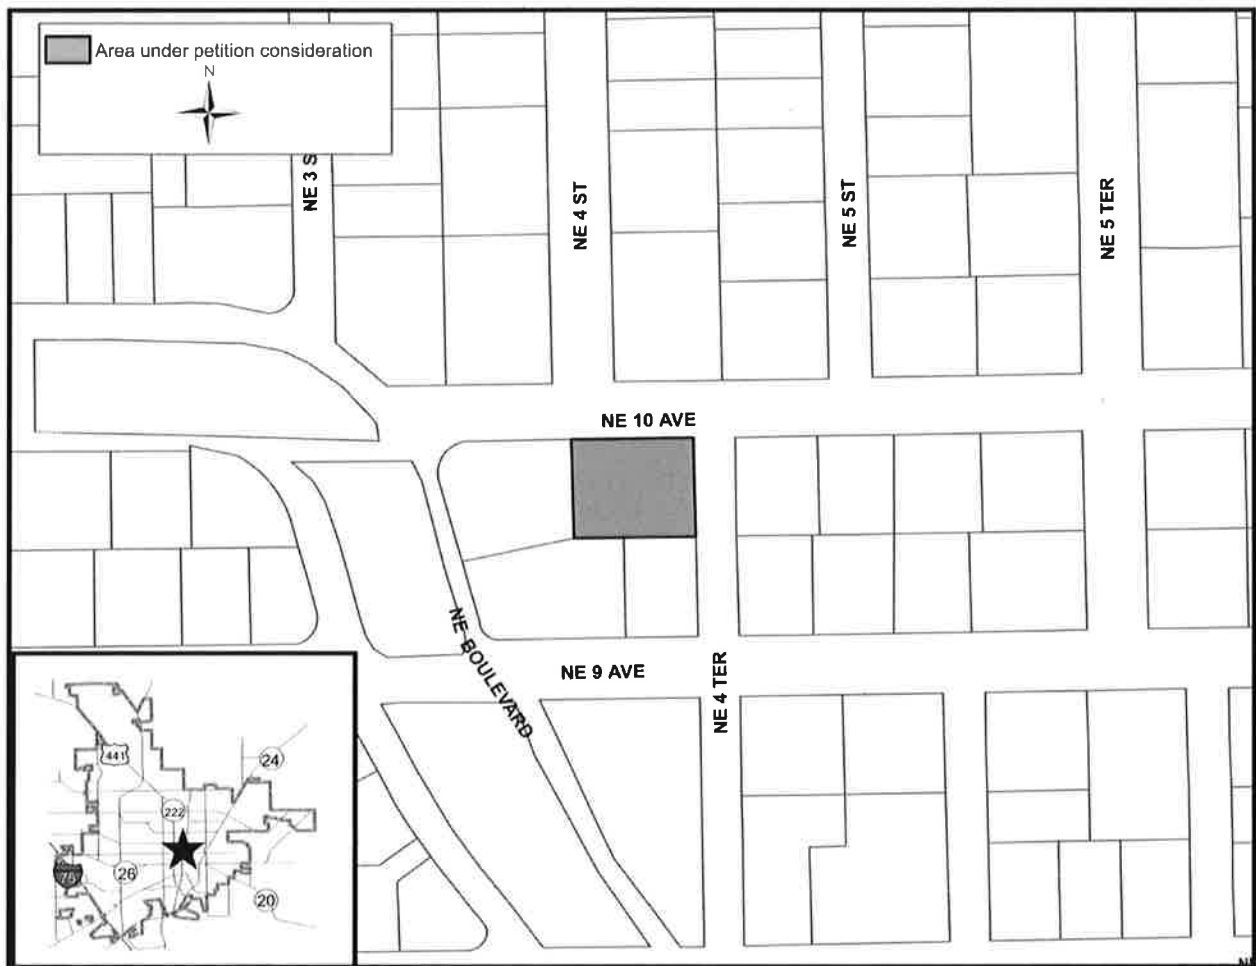 Area under petition consideration
N
NE 3 S
NE 4 ST
NE 5 ST
NE 5 TER
NE 10 AVE
NE BOULEVARD
NE 9 AVE
NE 4 TER
441
24
222
26
75
20